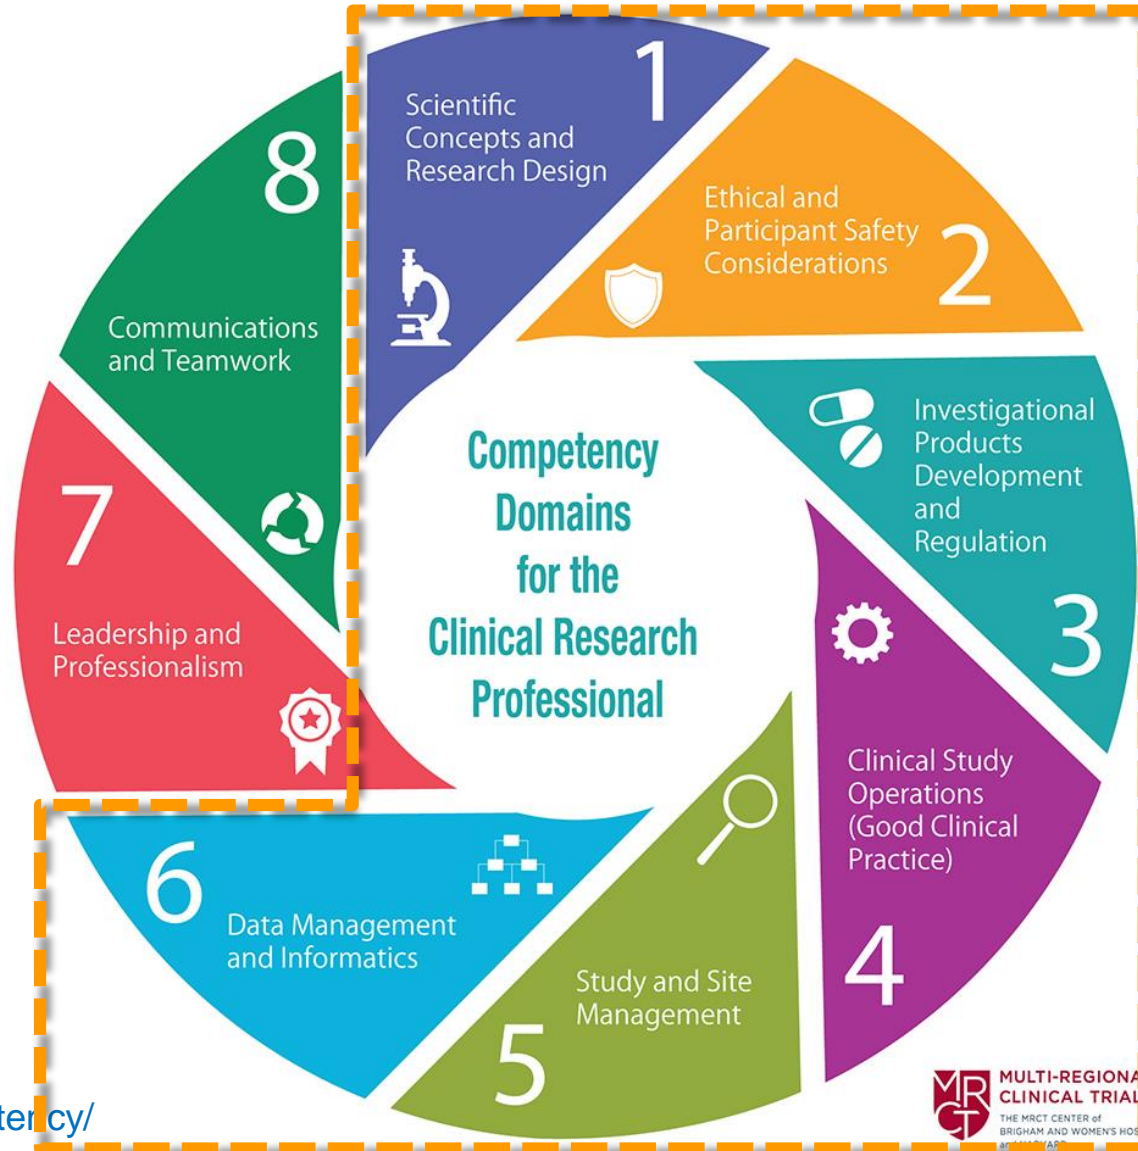 1
Scientific
Concepts and
Research Design
2
Ethical and
Participant Safety
Considerations
3
Investigational
Products
Development
and
Regulation
4
Clinical Study
Operations
(Good Clinical
Practice)
5
Study and Site
Management
6
Data Management
and Informatics
7
Leadership and
Professionalism
8
Communications
and Teamwork
Competency
Domains
for the
Clinical Research
Professional
tency/
MRCT
MULTI-REGIONA
CLINICAL TRIAL
THE MRCT CENTER of
BRIGHAM AND WOMEN'S HOS